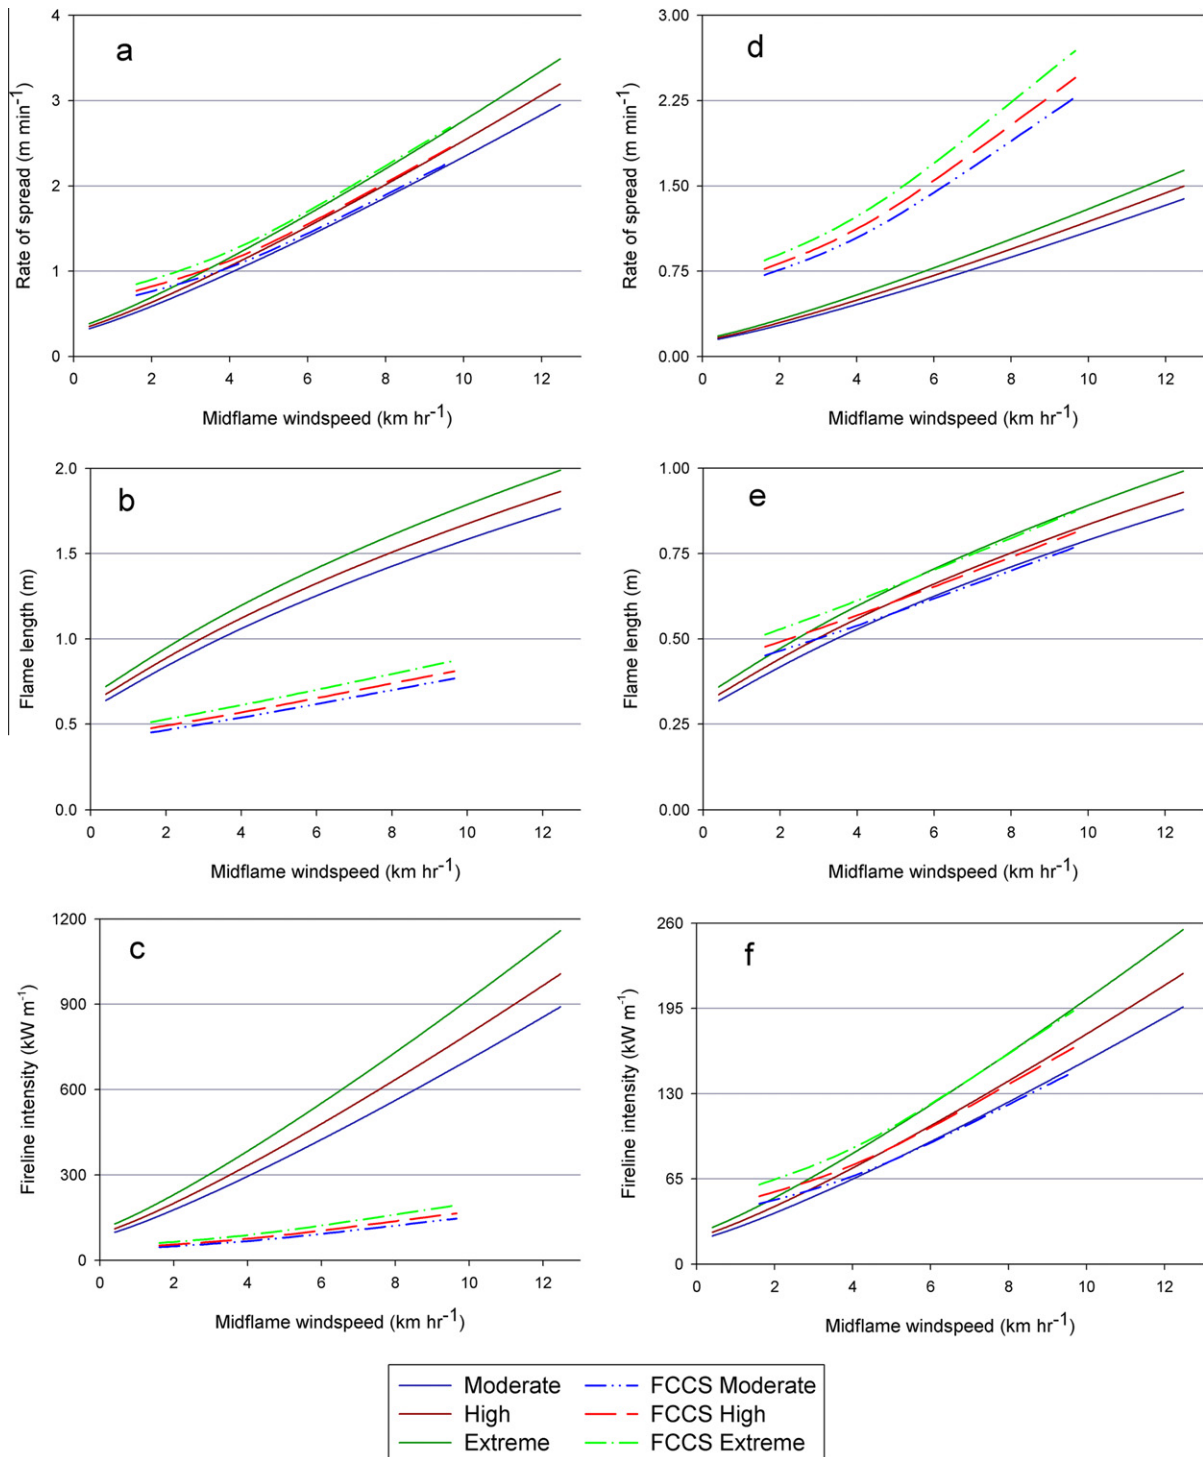 a
4
3
2
1
0
0 2 4 6 8 10 12
Rate of spread (m min⁻¹)
Midflame windspeed (km hr⁻¹)
d
3.00
2.25
1.50
0.75
0.00
0 2 4 6 8 10 12
Rate of spread (m min⁻¹)
Midflame windspeed (km hr⁻¹)
b
2.0
1.5
1.0
0.5
0.0
0 2 4 6 8 10 12
Flame length (m)
Midflame windspeed (km hr⁻¹)
e
1.00
0.75
0.50
0.25
0.00
0 2 4 6 8 10 12
Flame length (m)
Midflame windspeed (km hr⁻¹)
c
1200
900
600
300
0
0 2 4 6 8 10 12
Fireline intensity (kW m⁻¹)
Midflame windspeed (km hr⁻¹)
f
260
195
130
65
0
0 2 4 6 8 10 12
Fireline intensity (kW m⁻¹)
Midflame windspeed (km hr⁻¹)
Moderate
High
Extreme
FCCS Moderate
FCCS High
FCCS Extreme